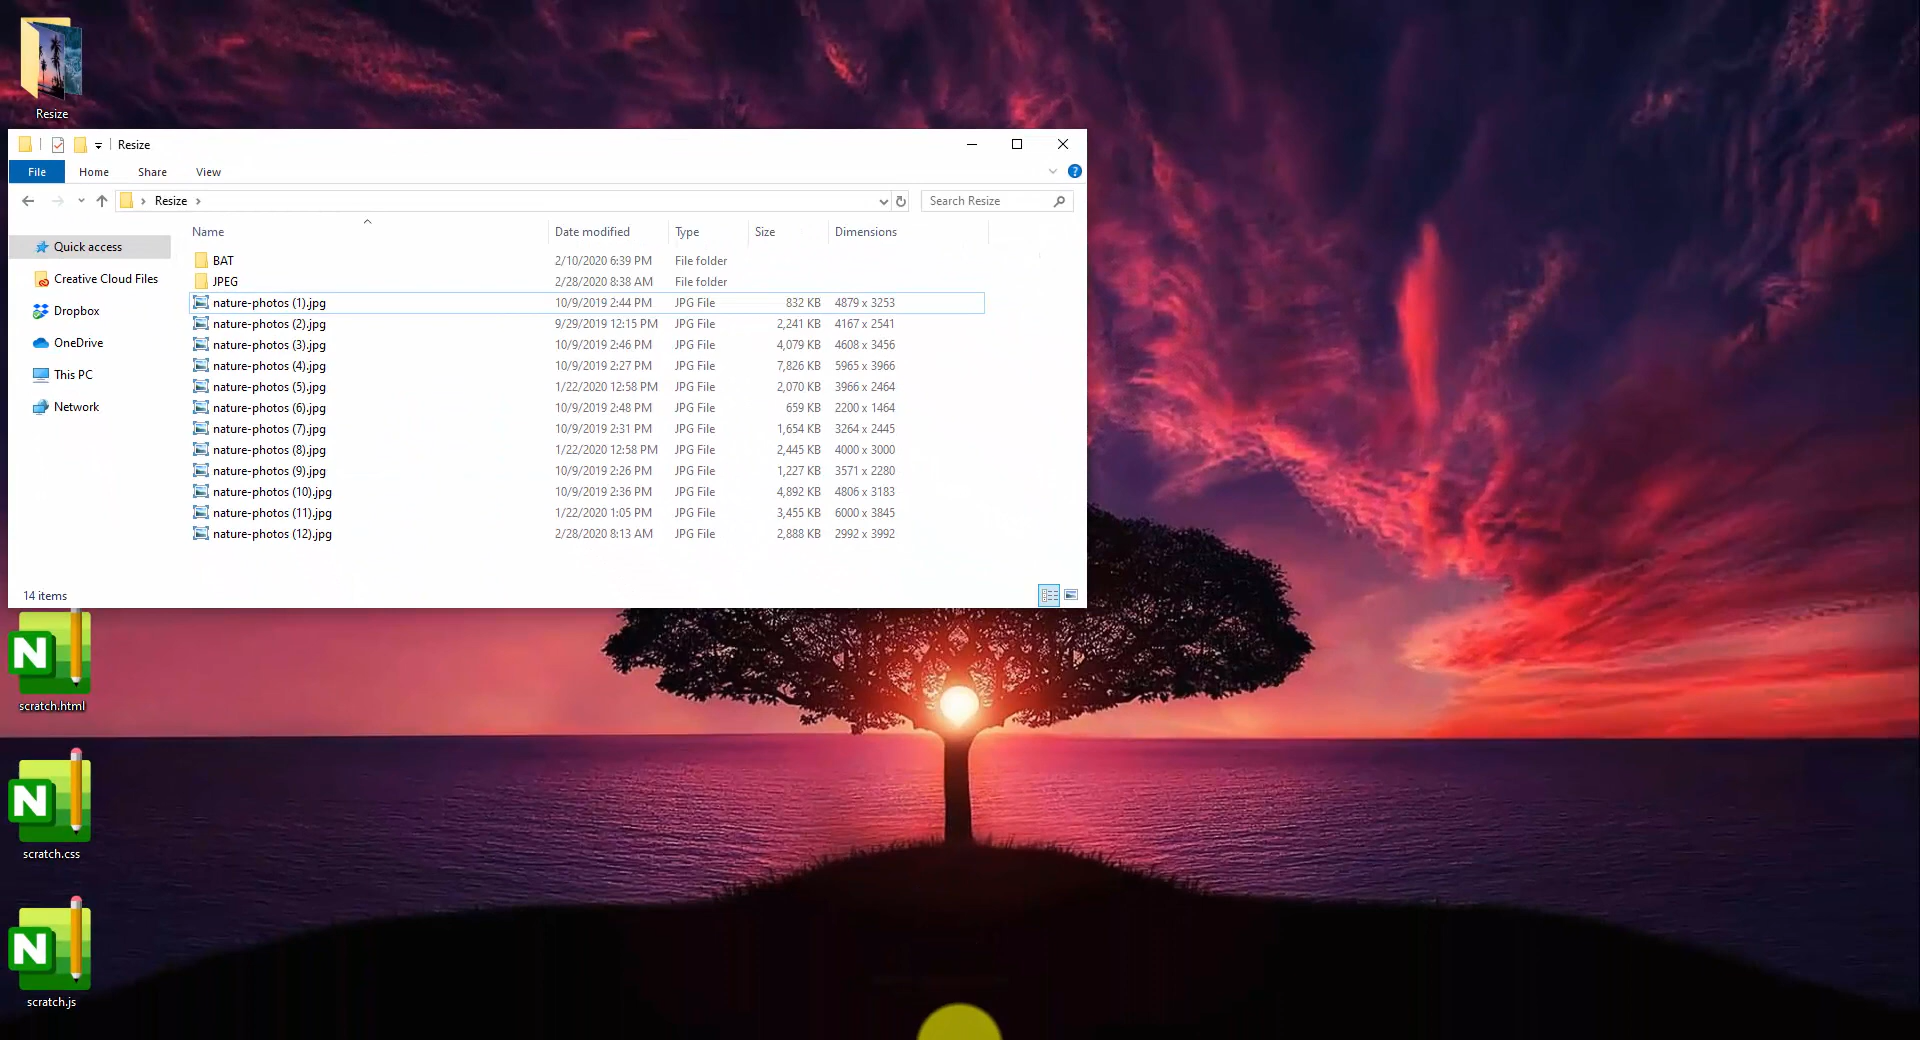 Resize
Resize
File Home Share View
Resize
Search Resize
Name Date modified Type Size Dimensions
Quick access
Creative Cloud Files
Dropbox
OneDrive
This PC
Network
BAT 2/10/2020 6:39 PM File folder
JPEG 2/28/2020 8:38 AM File folder
nature-photos (1).jpg 10/9/2019 2:44 PM JPG File 832 KB 4879 x 3253
nature-photos (2).jpg 9/29/2019 12:15 PM JPG File 2,241 KB 4167 x 2541
nature-photos (3).jpg 10/9/2019 2:46 PM JPG File 4,079 KB 4608 x 3456
nature-photos (4).jpg 10/9/2019 2:27 PM JPG File 7,826 KB 5965 x 3966
nature-photos (5).jpg 1/22/2020 12:58 PM JPG File 2,070 KB 3966 x 2464
nature-photos (6).jpg 10/9/2019 2:48 PM JPG File 659 KB 2200 x 1464
nature-photos (7).jpg 10/9/2019 2:31 PM JPG File 1,654 KB 3264 x 2445
nature-photos (8).jpg 1/22/2020 12:58 PM JPG File 2,445 KB 4000 x 3000
nature-photos (9).jpg 10/9/2019 2:26 PM JPG File 1,227 KB 3571 x 2280
nature-photos (10).jpg 10/9/2019 2:36 PM JPG File 4,892 KB 4806 x 3183
nature-photos (11).jpg 1/22/2020 1:05 PM JPG File 3,455 KB 6000 x 3845
nature-photos (12).jpg 2/28/2020 8:13 AM JPG File 2,888 KB 2992 x 3992
14 items
N
scratch.html
N
scratch.css
N
scratch.js